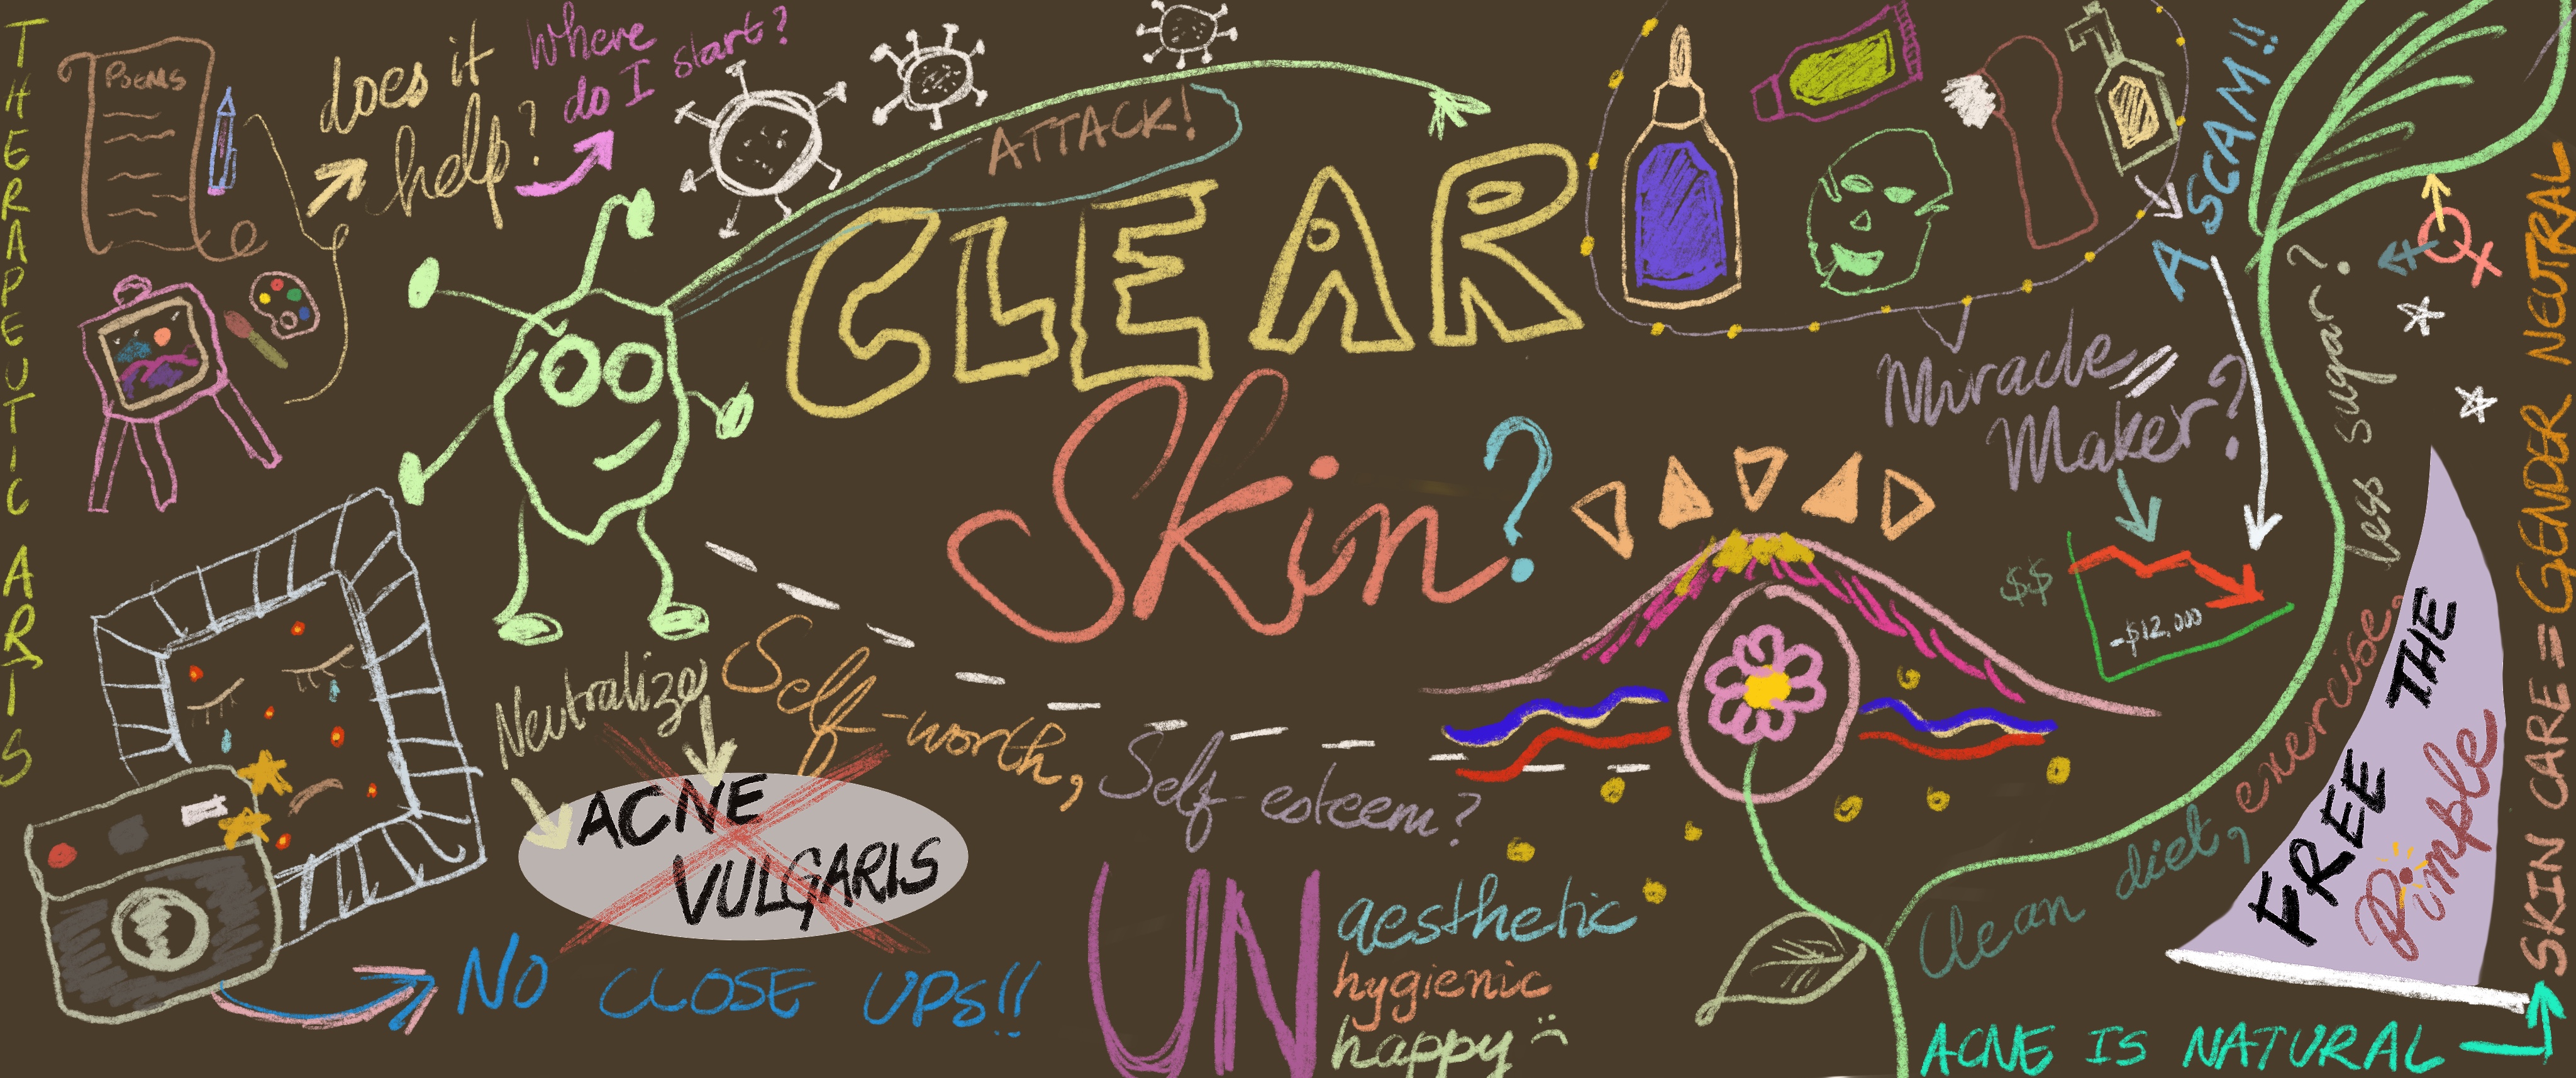 THERAPEUTIC ARTS
POEMS
does it
help?
Where
do I start?
ATTACK!
CLEAR
Skin?
A SCAM!!
Miracle
Maker?
$$
-$12,000
less sugar?
Clean diet, exercise,
FREE THE
Pimple
SKIN CARE = GENDER NEUTRAL
ACNE IS NATURAL
Neutralize
ACNE
VULGARIS
Self-worth,
Self-esteem?
NO CLOSE UPS!!
UN
aesthetic
hygienic
happy